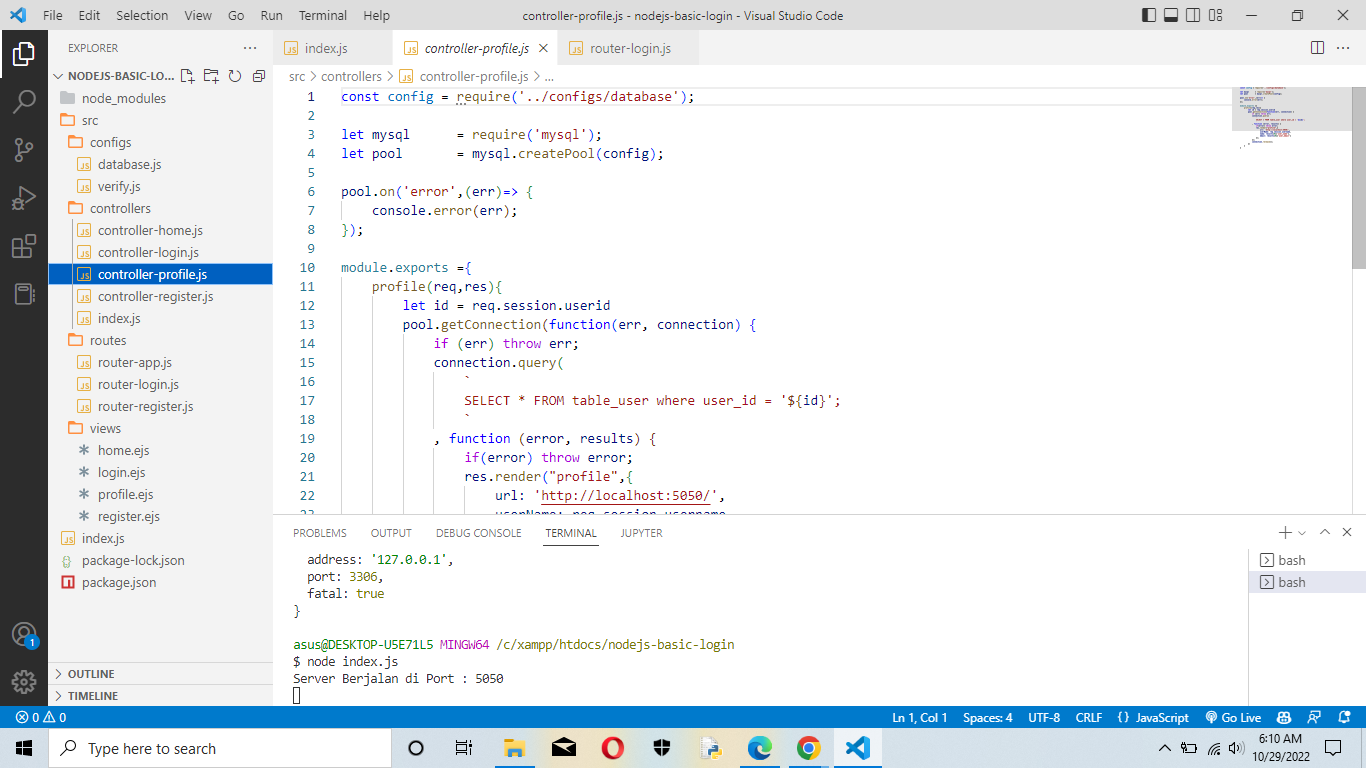 File Edit Selection View Go Run Terminal Help controller-profile.js - nodejs-basic-login - Visual Studio Code
EXPLORER
NODEJS-BASIC-LO...
node_modules
src
configs
database.js
verify.js
controllers
controller-home.js
controller-login.js
controller-profile.js
controller-register.js
index.js
routes
router-app.js
router-login.js
router-register.js
views
home.ejs
login.ejs
profile.ejs
register.ejs
index.js
package-lock.json
package.json
OUTLINE
TIMELINE
1
index.js controller-profile.js router-login.js
src > controllers > controller-profile.js > ...
1 const config = require('../configs/database');
2
3 let mysql = require('mysql');
4 let pool = mysql.createPool(config);
5
6 pool.on('error',(err)=> {
7 console.error(err);
8 });
9
10 module.exports ={
11 profile(req,res){
12 let id = req.session.userid
13 pool.getConnection(function(err, connection) {
14 if (err) throw err;
15 connection.query(
16 `
17 SELECT * FROM table_user where user_id = '${id}';
18 `
19 , function (error, results) {
20 if(error) throw error;
21 res.render("profile",{
22 url: 'http://localhost:5050/',
PROBLEMS OUTPUT DEBUG CONSOLE TERMINAL JUPYTER
address: '127.0.0.1',
port: 3306,
fatal: true
}
asus@DESKTOP-U5E71L5 MINGW64 /c/xampp/htdocs/nodejs-basic-login
$ node index.js
Server Berjalan di Port : 5050
bash
bash
0 0 Ln 1, Col 1 Spaces: 4 UTF-8 CRLF {} JavaScript Go Live
Type here to search
6:10 AM
10/29/2022